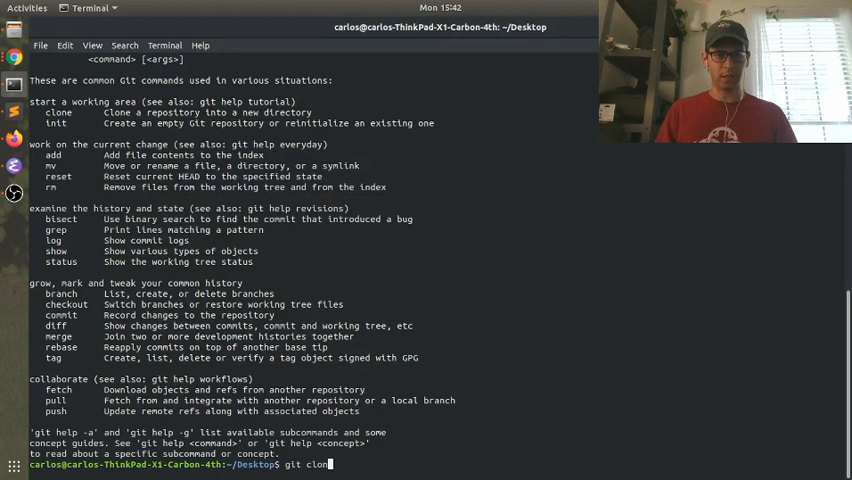 Activities Terminal Mon 15:42
carlos@carlos-ThinkPad-X1-Carbon-4th: ~/Desktop
File Edit View Search Terminal Help
<command> [<args>]
These are common Git commands used in various situations:
start a working area (see also: git help tutorial)
clone Clone a repository into a new directory
init Create an empty Git repository or reinitialize an existing one
work on the current change (see also: git help everyday)
add Add file contents to the index
mv Move or rename a file, a directory, or a symlink
reset Reset current HEAD to the specified state
rm Remove files from the working tree and from the index
examine the history and state (see also: git help revisions)
bisect Use binary search to find the commit that introduced a bug
grep Print lines matching a pattern
log Show commit logs
show Show various types of objects
status Show the working tree status
grow, mark and tweak your common history
branch List, create, or delete branches
checkout Switch branches or restore working tree files
commit Record changes to the repository
diff Show changes between commits, commit and working tree, etc
merge Join two or more development histories together
rebase Reapply commits on top of another base tip
tag Create, list, delete or verify a tag object signed with GPG
collaborate (see also: git help workflows)
fetch Download objects and refs from another repository
pull Fetch from and integrate with another repository or a local branch
push Update remote refs along with associated objects
'git help -a' and 'git help -g' list available subcommands and some
concept guides. See 'git help <command>' or 'git help <concept>'
to read about a specific subcommand or concept.
carlos@carlos-ThinkPad-X1-Carbon-4th:~/Desktop$ git clon